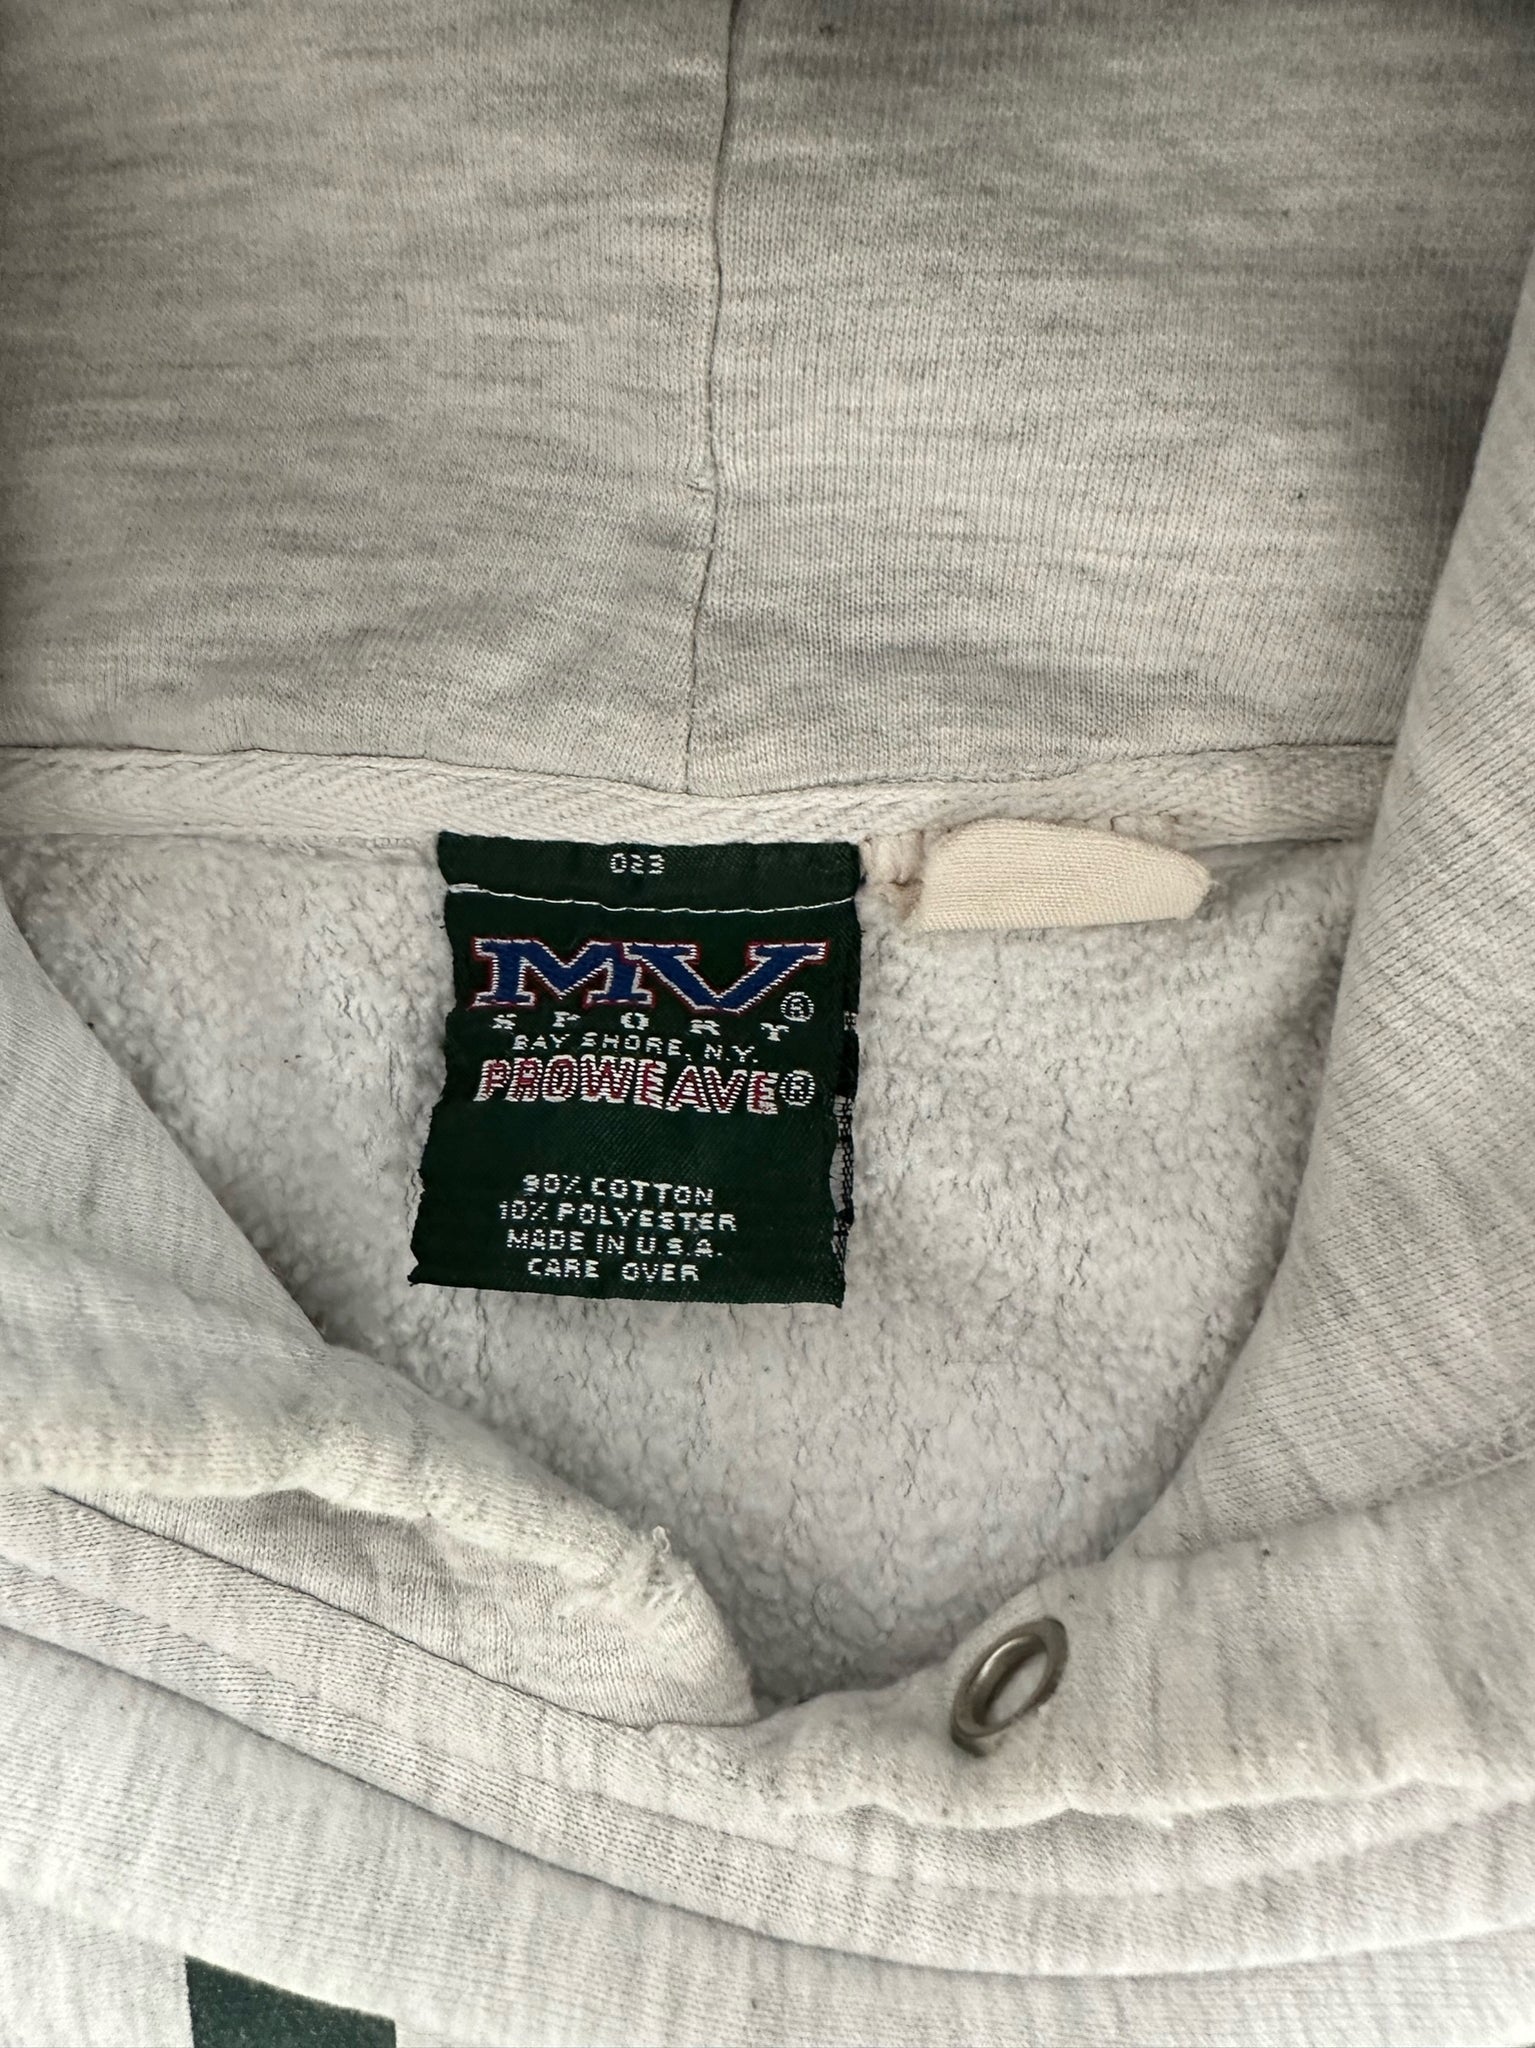 023
MV®
SPORT
BAY SHORE, N.Y.
PROWEAVE®
90% COTTON
10% POLYESTER
MADE IN U.S.A.
CARE OVER